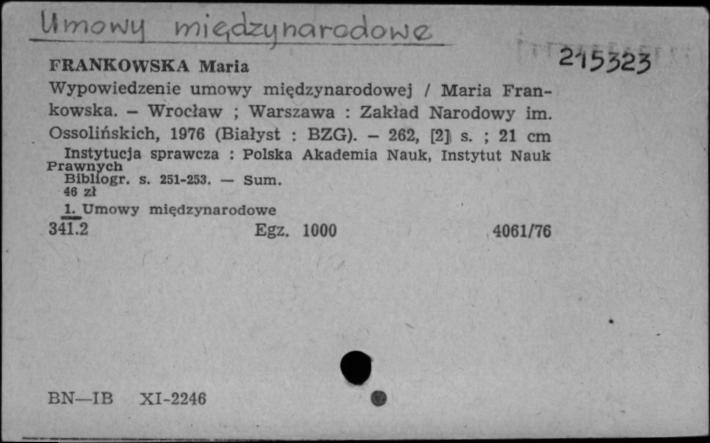 Umowy międzynarodowe
215323
FRANKOWSKA Maria
Wypowiedzenie umowy międzynarodowej / Maria Fran-
kowska. – Wrocław ; Warszawa : Zakład Narodowy im.
Ossolińskich, 1976 (Białyst : BZG). – 262, [2] s. ; 21 cm
Instytucja sprawcza : Polska Akademia Nauk, Instytut Nauk
Prawnych
Bibliogr. s. 251-253. — Sum.
46 zł
1. Umowy międzynarodowe
341.2 Egz. 1000 4061/76
BN—IB XI-2246